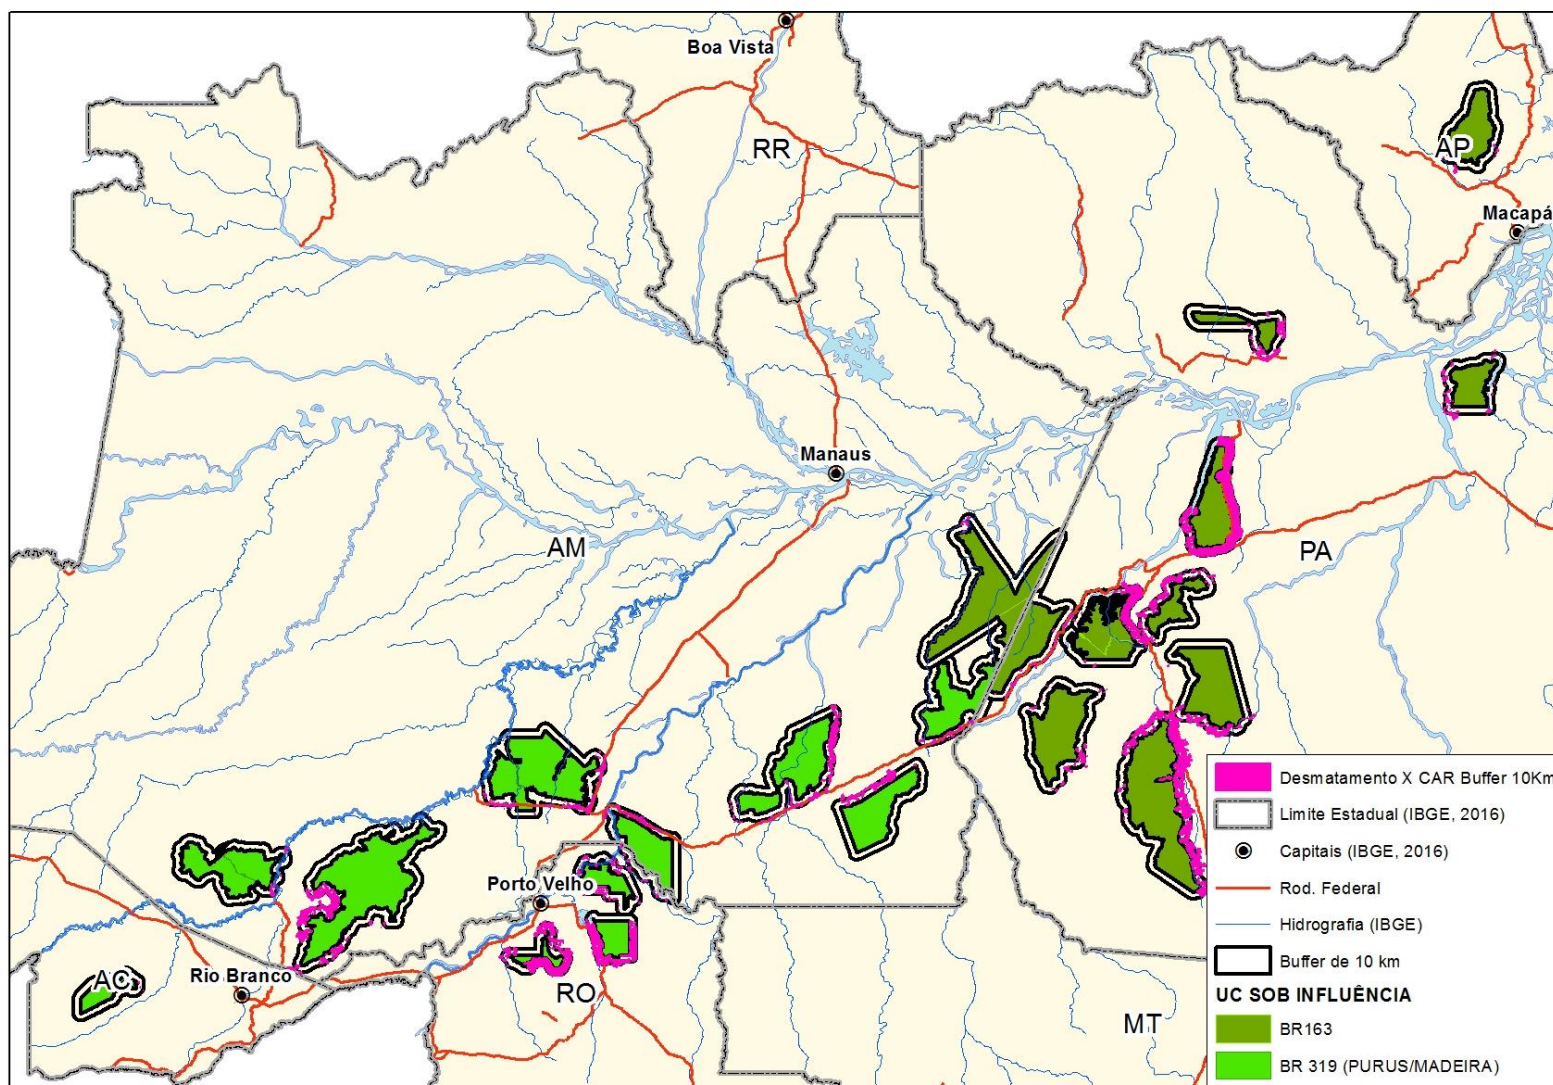 Boa Vista
RR
AP
Macapá
Manaus
AM
PA
Porto Velho
AC
Rio Branco
RO
MT
Desmatamento X CAR Buffer 10Km
Limite Estadual (IBGE, 2016)
Capitais (IBGE, 2016)
Rod. Federal
Hidrografia (IBGE)
Buffer de 10 km
UC SOB INFLUÊNCIA
BR163
BR 319 (PURUS/MADEIRA)